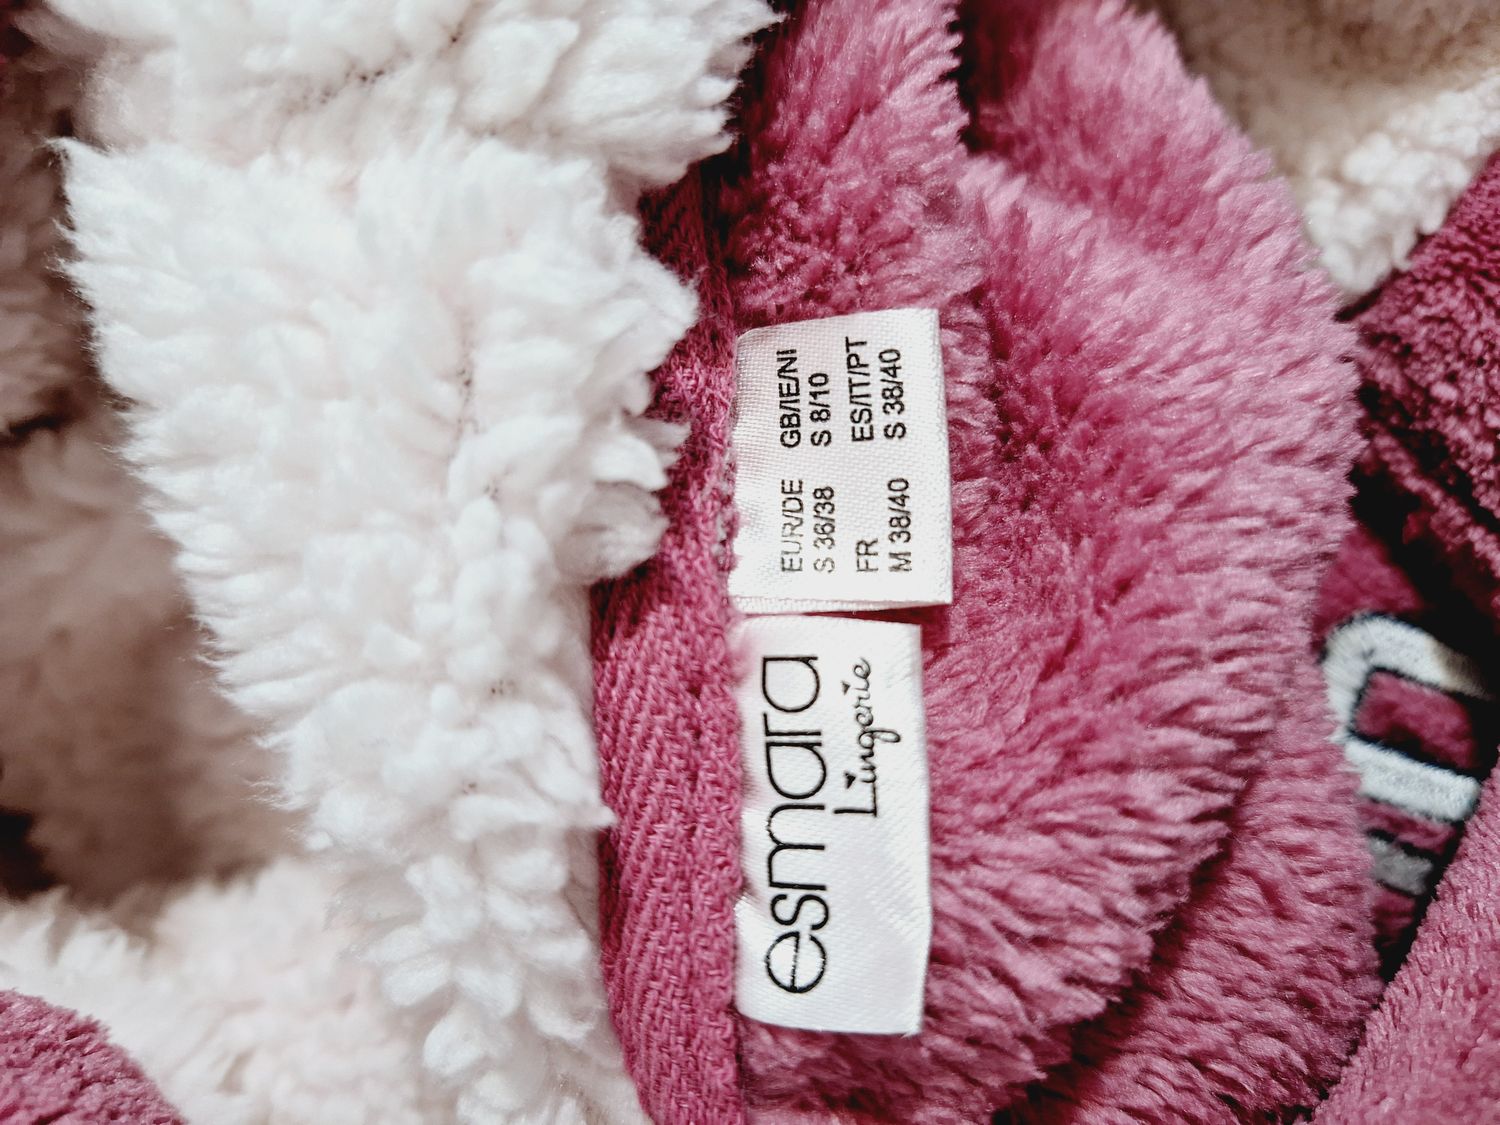 EUR/DE GB/IE/NI
S 36/38 S 8/10
FR ES/IT/PT
M 38/40 S 38/40
esmara
Lingerie